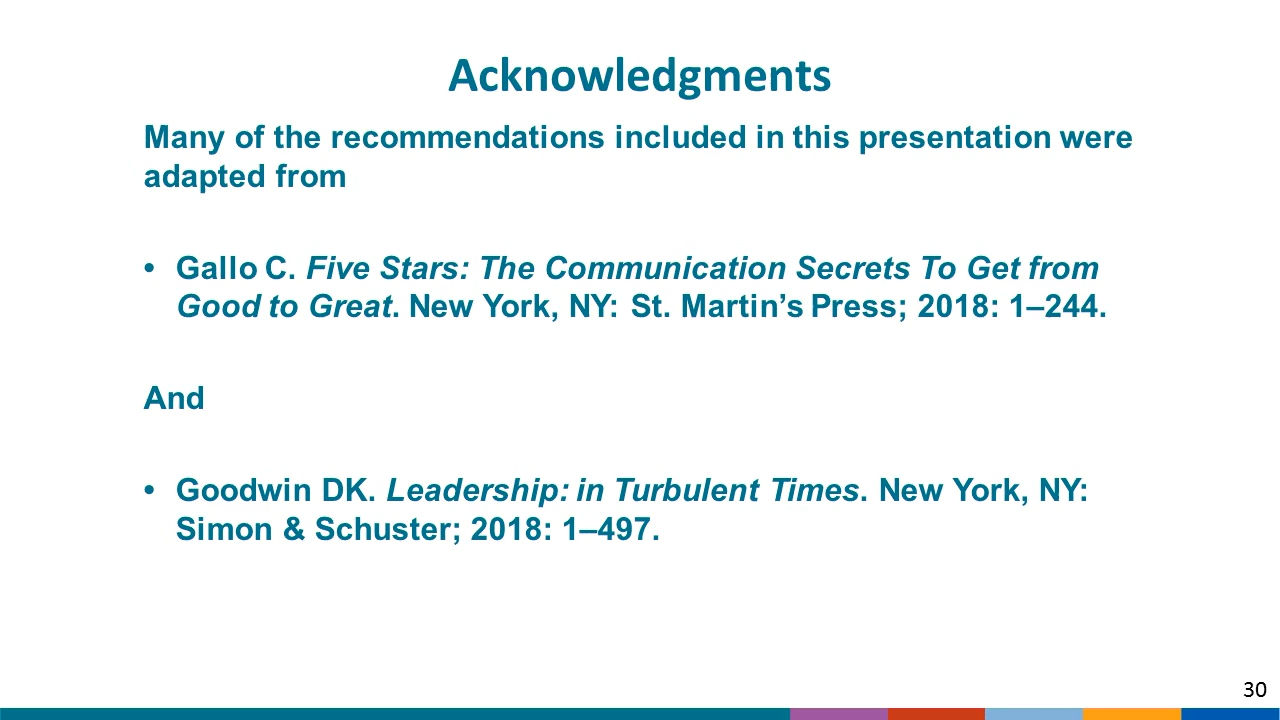 Acknowledgments
Many of the recommendations included in this presentation were
adapted from
• Gallo C. Five Stars: The Communication Secrets To Get from
Good to Great. New York, NY: St. Martin’s Press; 2018: 1–244.
And
• Goodwin DK. Leadership: in Turbulent Times. New York, NY:
Simon & Schuster; 2018: 1–497.
30